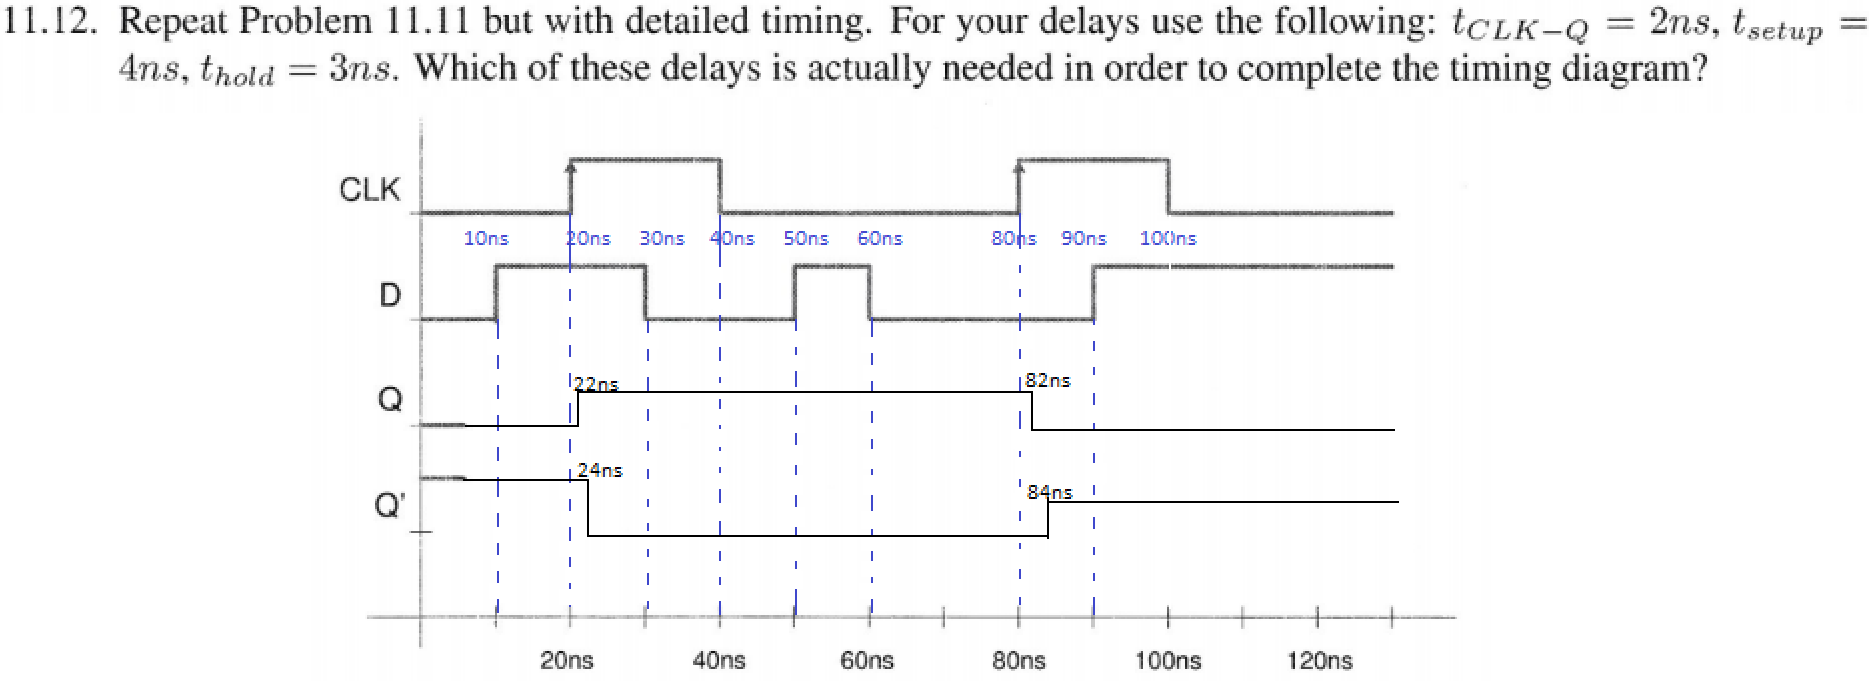 11.12. Repeat Problem 11.11 but with detailed timing. For your delays use the following: tCLK−Q = 2ns, tsetup =
4ns, thold = 3ns. Which of these delays is actually needed in order to complete the timing diagram?
CLK
10ns 20ns 30ns 40ns 50ns 60ns 80ns 90ns 100ns
D
22ns 82ns
Q
24ns
84ns
Q'
20ns 40ns 60ns 80ns 100ns 120ns